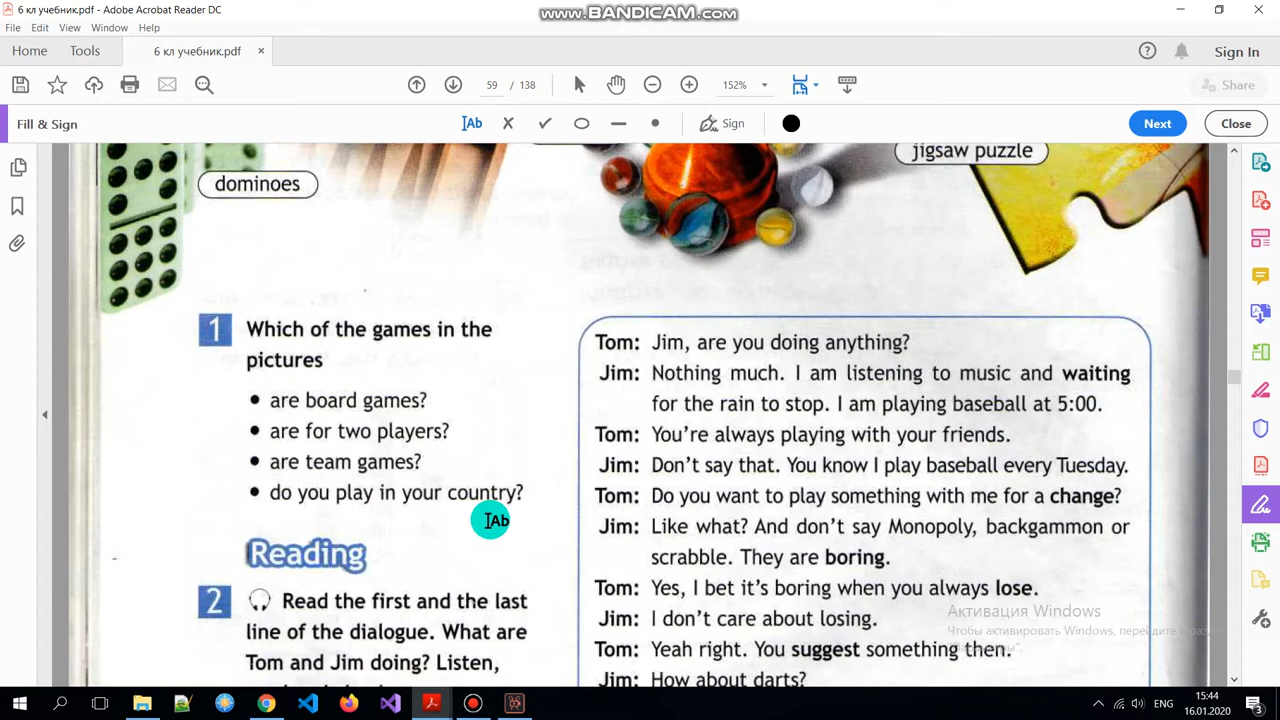 6 кл учебник.pdf - Adobe Acrobat Reader DC
www.BANDICAM.com
File Edit View Window Help
Home Tools 6 кл учебник.pdf × Sign In
59 / 138 152% Share
Fill & Sign Ab Sign Next Close
dominoes
jigsaw puzzle
1 Which of the games in the
pictures
• are board games?
• are for two players?
• are team games?
• do you play in your country?
Ab
Reading
2 Read the first and the last
line of the dialogue. What are
Tom and Jim doing? Listen,
Tom: Jim, are you doing anything?
Jim: Nothing much. I am listening to music and waiting
for the rain to stop. I am playing baseball at 5:00.
Tom: You're always playing with your friends.
Jim: Don't say that. You know I play baseball every Tuesday.
Tom: Do you want to play something with me for a change?
Jim: Like what? And don't say Monopoly, backgammon or
scrabble. They are boring.
Tom: Yes, I bet it's boring when you always lose.
Jim: I don't care about losing.
Tom: Yeah right. You suggest something then.
Jim: How about darts?
Активация Windows
Чтобы активировать Windows, перейдите в раздел
ENG
15:44
16.01.2020
3